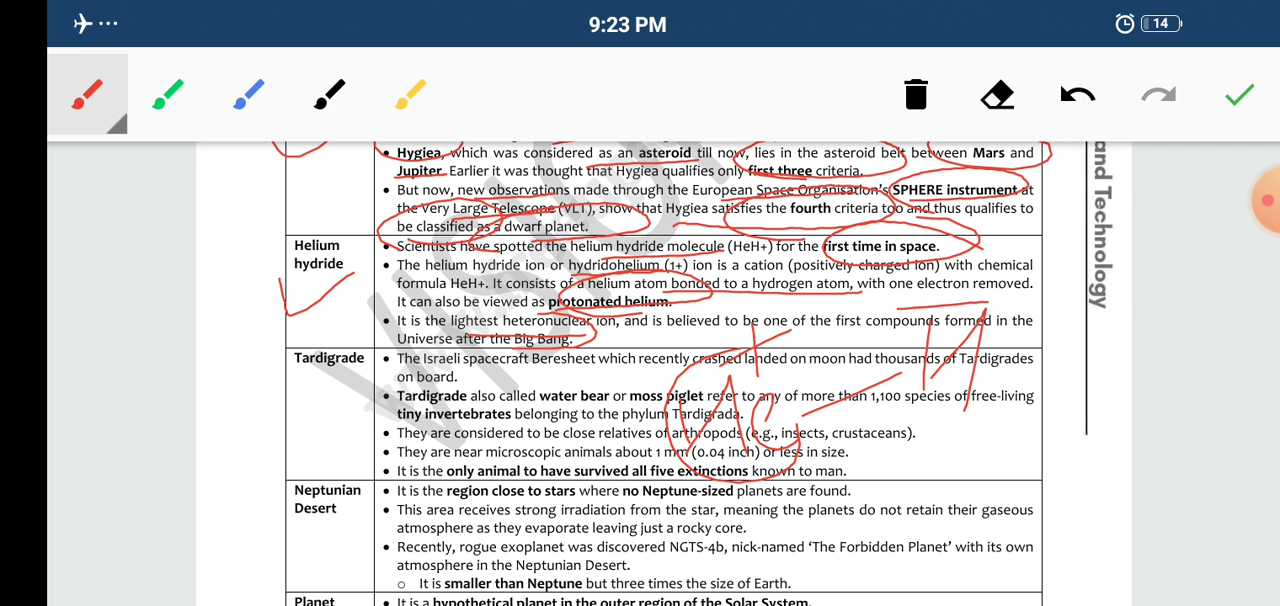 9:23 PM
14
• Hygiea, which was considered as an asteroid till now, lies in the asteroid belt between Mars and
Jupiter. Earlier it was thought that Hygiea qualifies only first three criteria.
• But now, new observations made through the European Space Organisation's SPHERE instrument at
the Very Large Telescope (VLT), show that Hygiea satisfies the fourth criteria too and thus qualifies to
be classified as a dwarf planet.
Helium
hydride
• Scientists have spotted the helium hydride molecule (HeH+) for the first time in space.
• The helium hydride ion or hydridohelium (1+) ion is a cation (positively charged ion) with chemical
formula HeH+. It consists of a helium atom bonded to a hydrogen atom, with one electron removed.
It can also be viewed as protonated helium.
• It is the lightest heteronuclear ion, and is believed to be one of the first compounds formed in the
Universe after the Big Bang.
Tardigrade
• The Israeli spacecraft Beresheet which recently crashed landed on moon had thousands of Tardigrades
on board.
• Tardigrade also called water bear or moss piglet refer to any of more than 1,100 species of free-living
tiny invertebrates belonging to the phylum Tardigrada.
• They are considered to be close relatives of arthropods (e.g., insects, crustaceans).
• They are near microscopic animals about 1 mm (0.04 inch) or less in size.
• It is the only animal to have survived all five extinctions known to man.
Neptunian
Desert
• It is the region close to stars where no Neptune-sized planets are found.
• This area receives strong irradiation from the star, meaning the planets do not retain their gaseous
atmosphere as they evaporate leaving just a rocky core.
• Recently, rogue exoplanet was discovered NGTS-4b, nick-named 'The Forbidden Planet' with its own
atmosphere in the Neptunian Desert.
o It is smaller than Neptune but three times the size of Earth.
Planet
• It is a hypothetical planet in the outer region of the Solar System.
and Technology
He